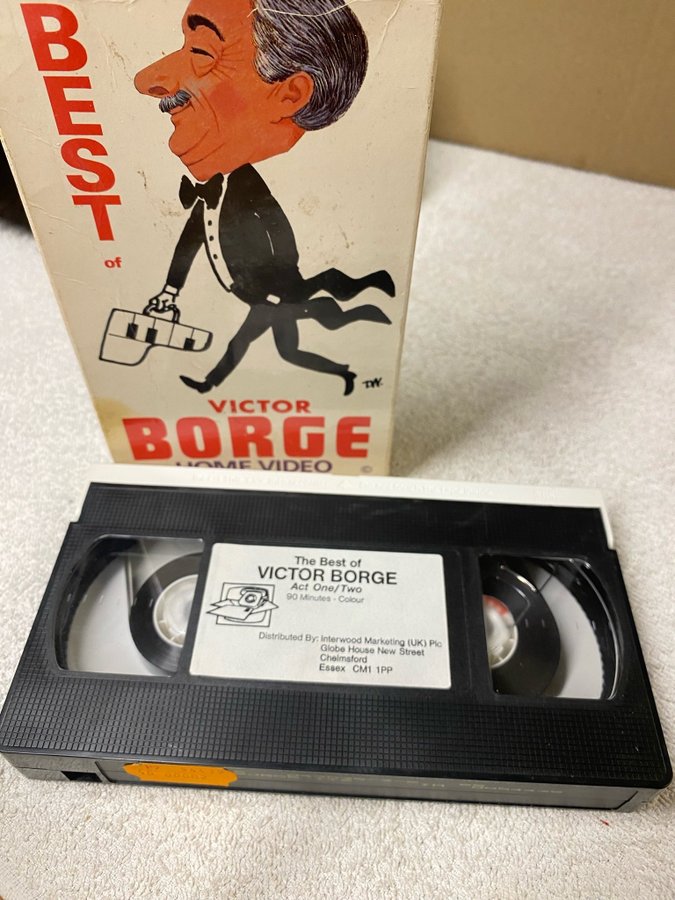 BEST
of
VICTOR
BORGE
HOME VIDEO
©
The Best of
VICTOR BORGE
Act One/Two
90 Minutes - Colour
Distributed By: Interwood Marketing (UK) Plc
Globe House New Street
Chelmsford
Essex CM1 1PP